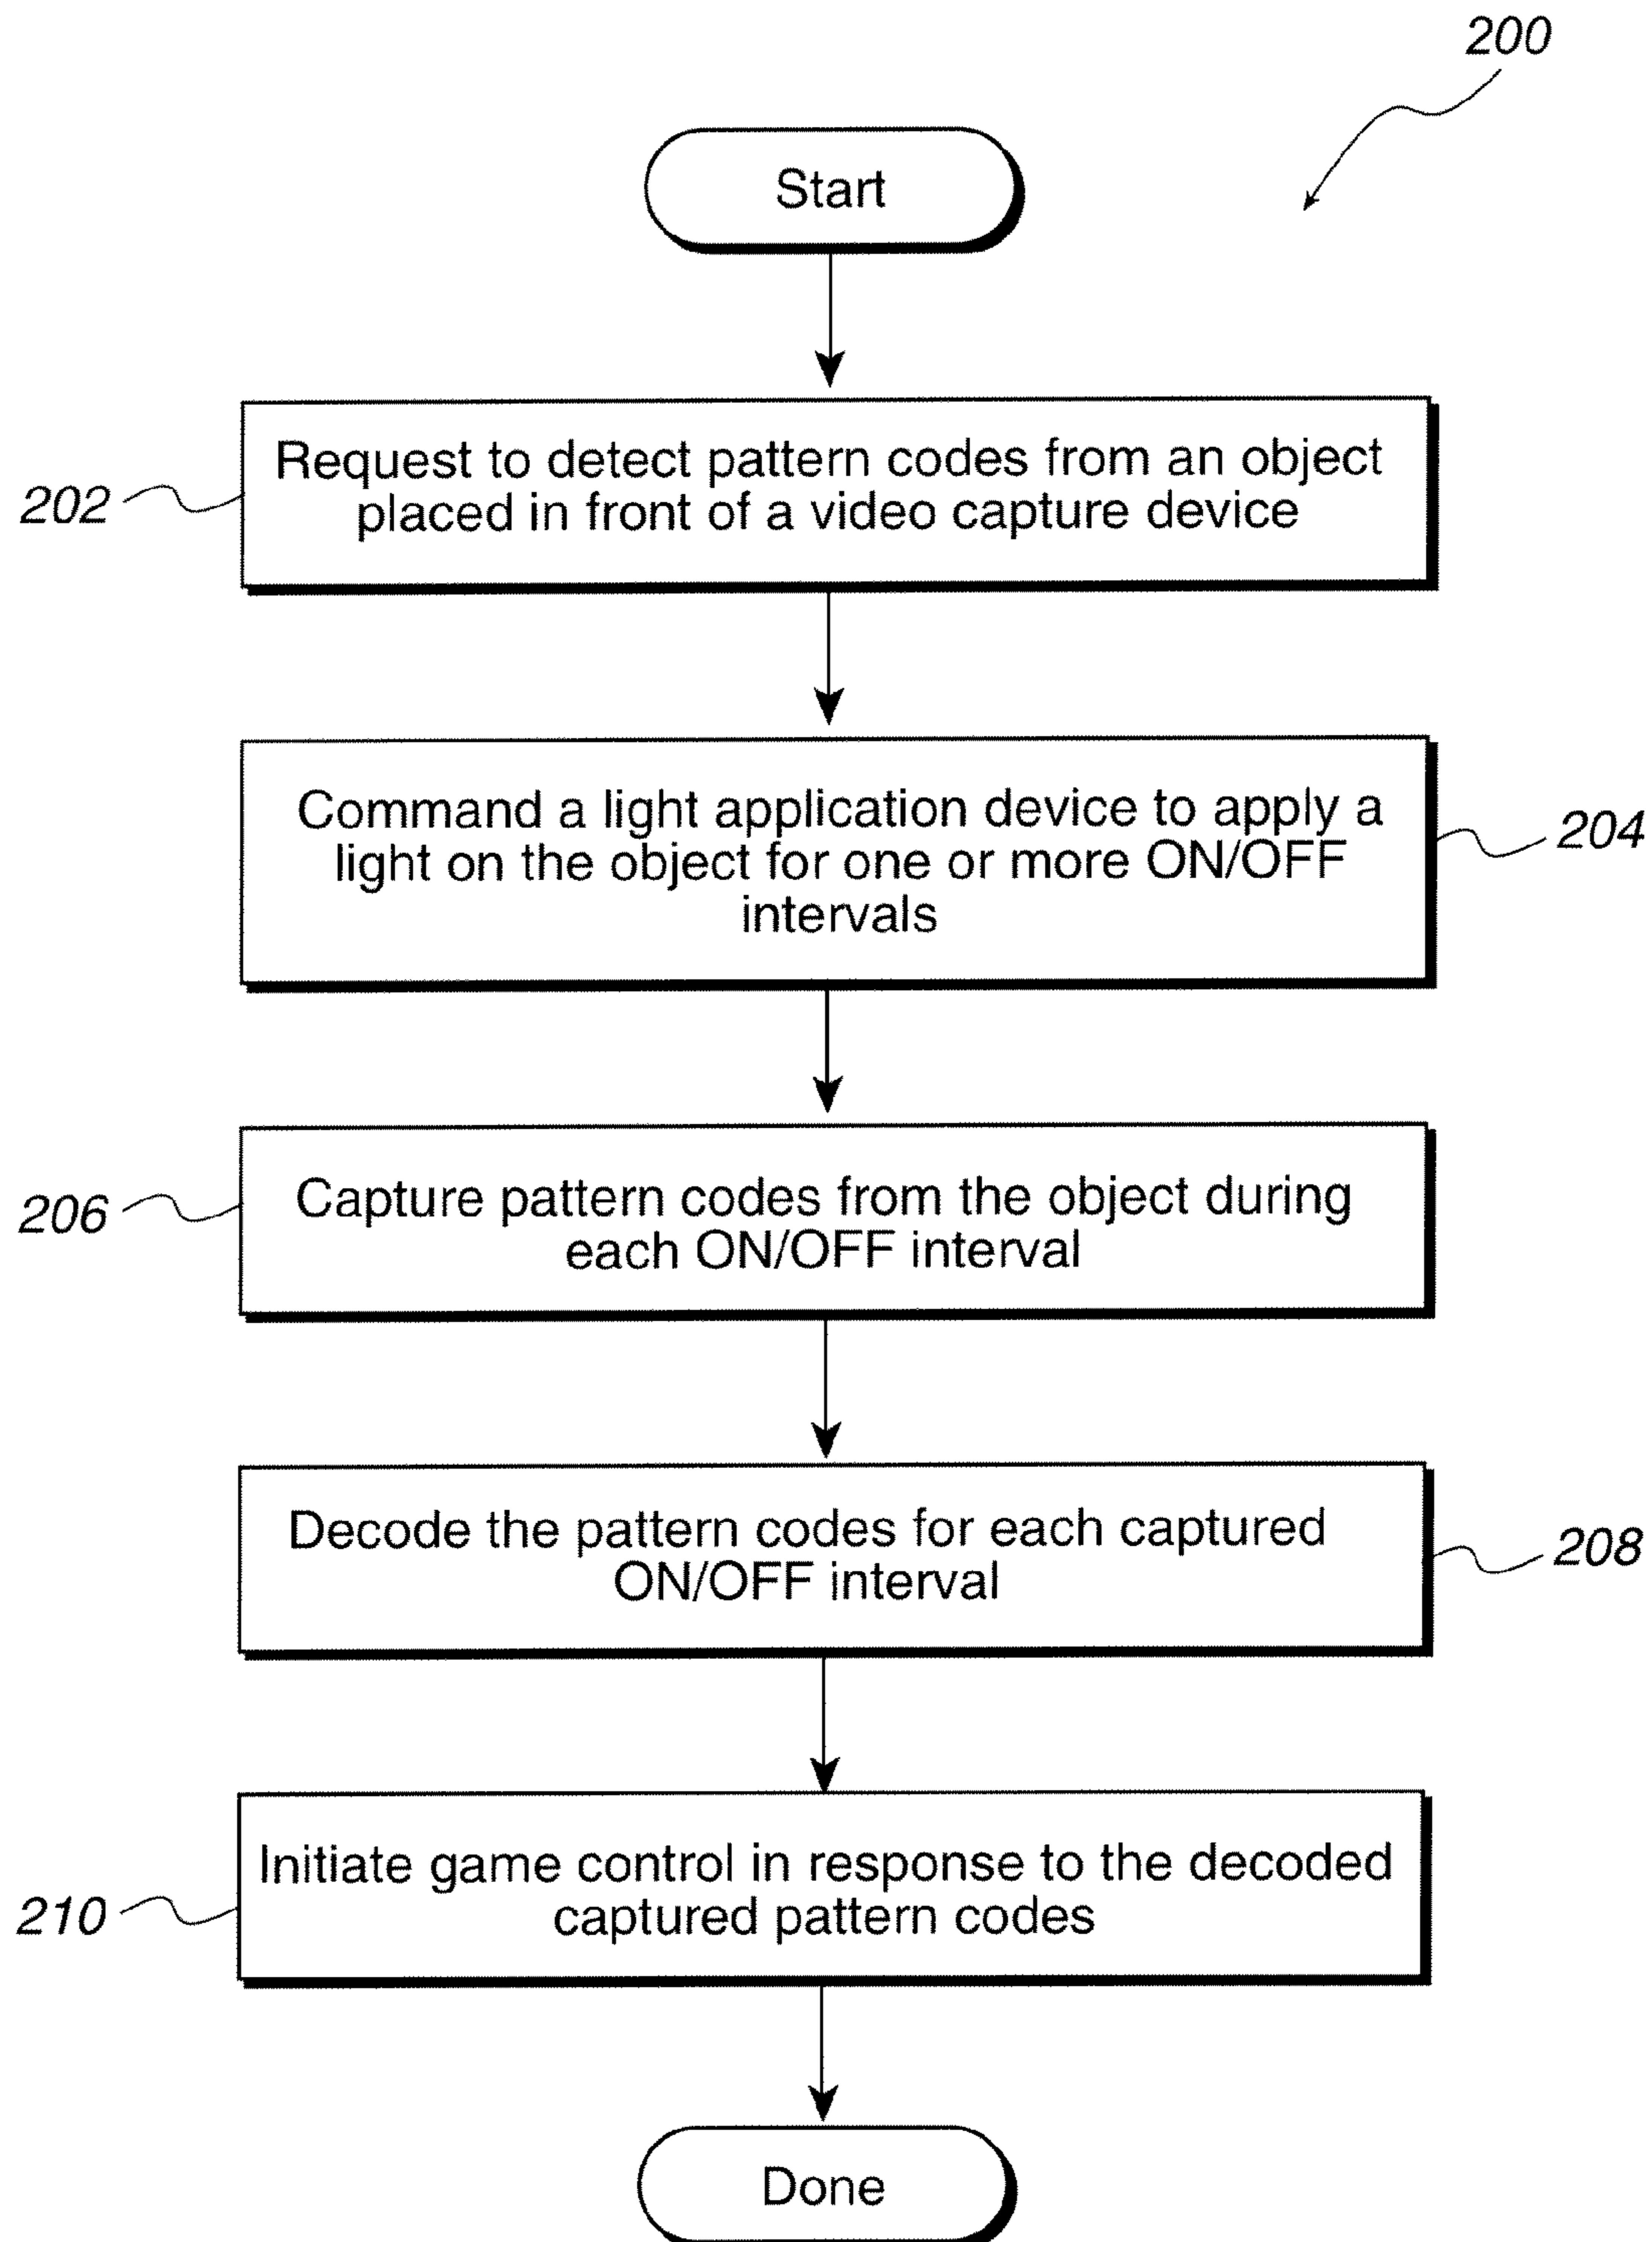 200
Start
Request to detect pattern codes from an object
placed in front of a video capture device
202
Command a light application device to apply a
light on the object for one or more ON/OFF
intervals
204
Capture pattern codes from the object during
each ON/OFF interval
206
Decode the pattern codes for each captured
ON/OFF interval
208
Initiate game control in response to the decoded
captured pattern codes
210
Done